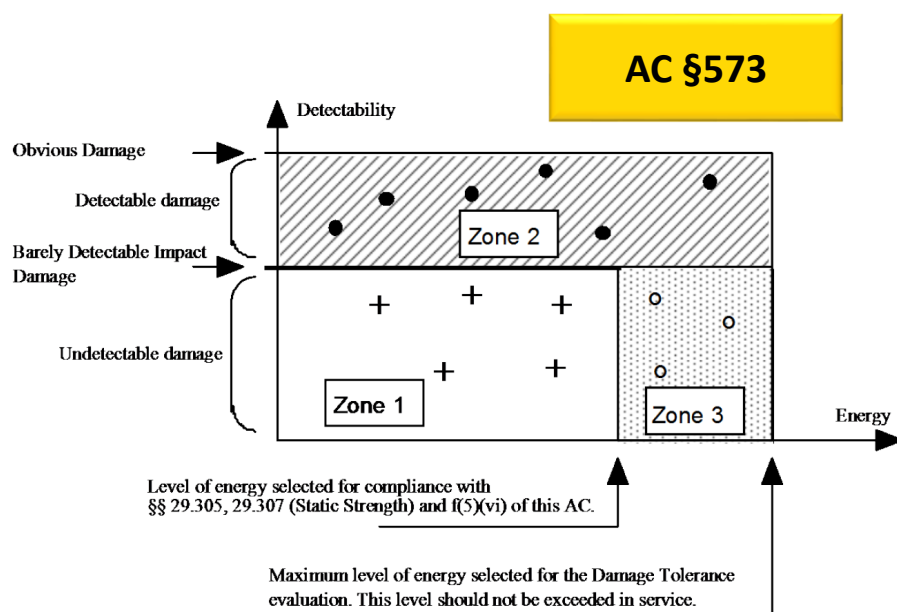 AC §573
Detectability
Obvious Damage
Detectable damage
Zone 2
Barely Detectable Impact
Damage
Undetectable damage
Zone 1
Zone 3
Energy
Level of energy selected for compliance with
§§ 29.305, 29.307 (Static Strength) and f(5)(vi) of this AC.
Maximum level of energy selected for the Damage Tolerance
evaluation. This level should not be exceeded in service.